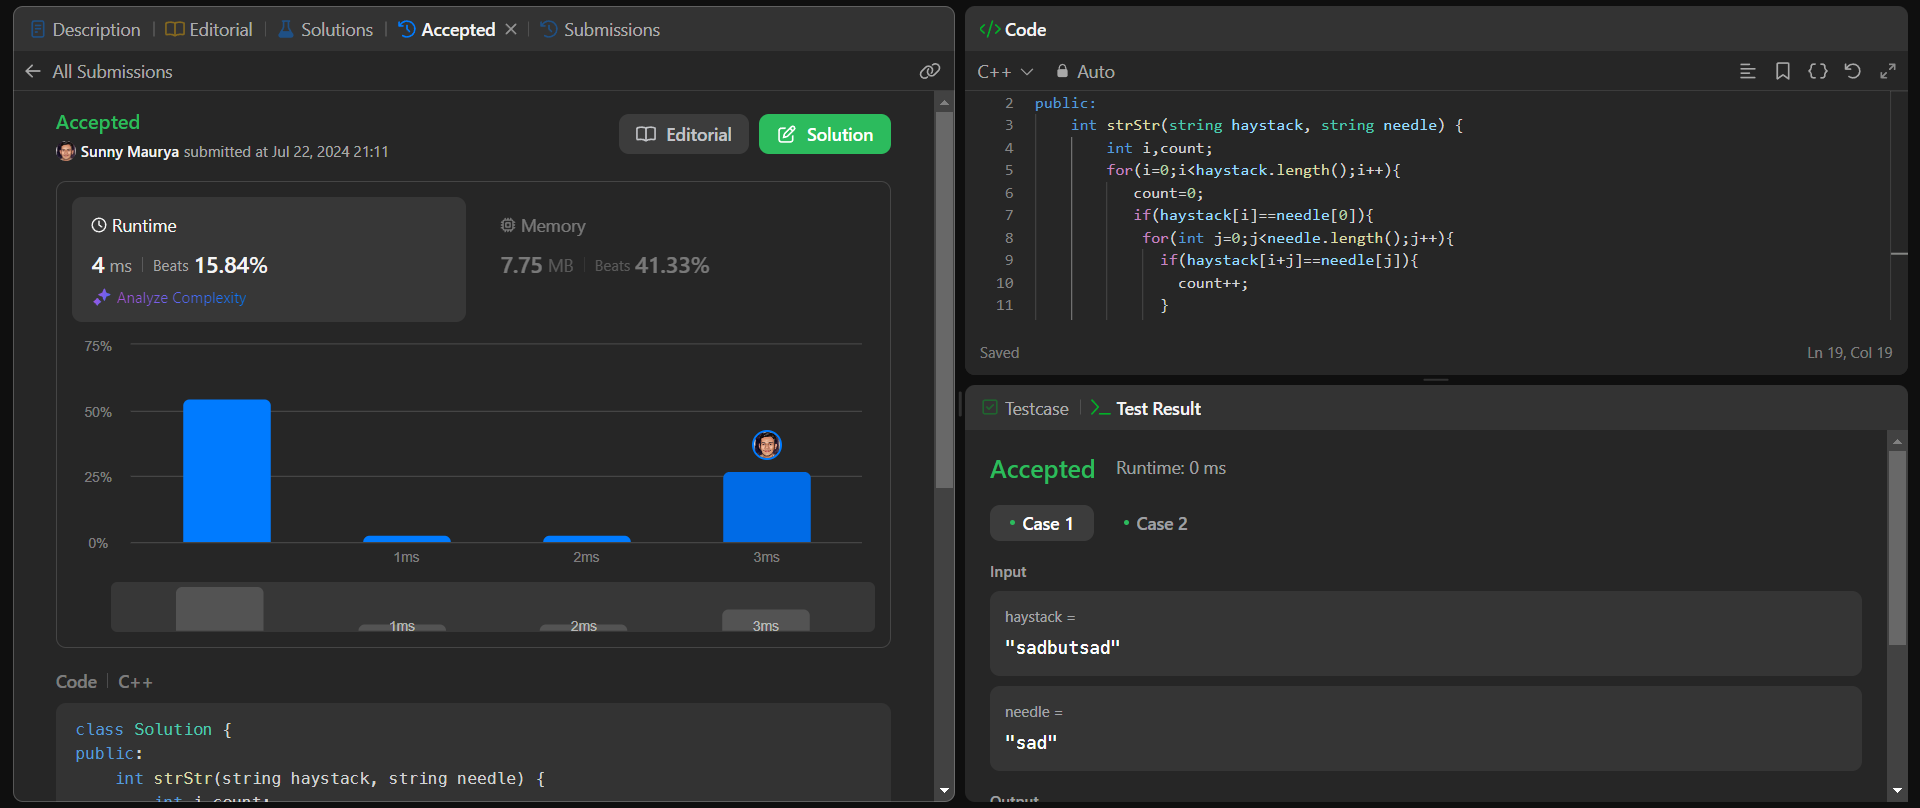 Description | Editorial | Solutions | Accepted | Submissions
All Submissions
Accepted
Sunny Maurya submitted at Jul 22, 2024 21:11
Editorial
Solution
Runtime
4 ms | Beats 15.84%
Analyze Complexity
Memory
7.75 MB | Beats 41.33%
75%
50%
25%
0%
1ms 2ms 3ms
1ms 2ms 3ms
Code | C++
class Solution {
public:
    int strStr(string haystack, string needle) {
        int i,count;
</> Code
C++ Auto
2 public:
3     int strStr(string haystack, string needle) {
4         int i,count;
5         for(i=0;i<haystack.length();i++){
6            count=0;
7            if(haystack[i]==needle[0]){
8             for(int j=0;j<needle.length();j++){
9               if(haystack[i+j]==needle[j]){
10                 count++;
11               }
Saved
Ln 19, Col 19
Testcase | Test Result
Accepted Runtime: 0 ms
• Case 1 • Case 2
Input
haystack =
"sadbutsad"
needle =
"sad"
Output